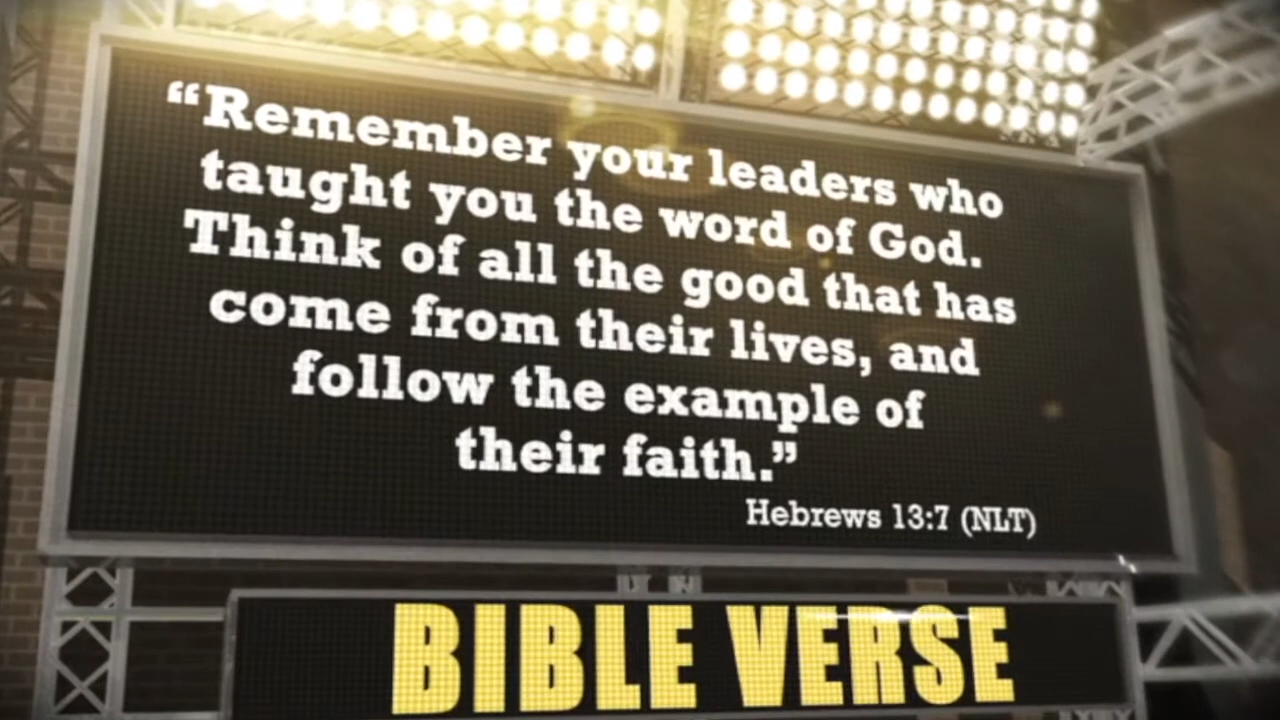 “Remember your leaders who
taught you the word of God.
Think of all the good that has
come from their lives, and
follow the example of
their faith.”
Hebrews 13:7 (NLT)
BIBLE VERSE